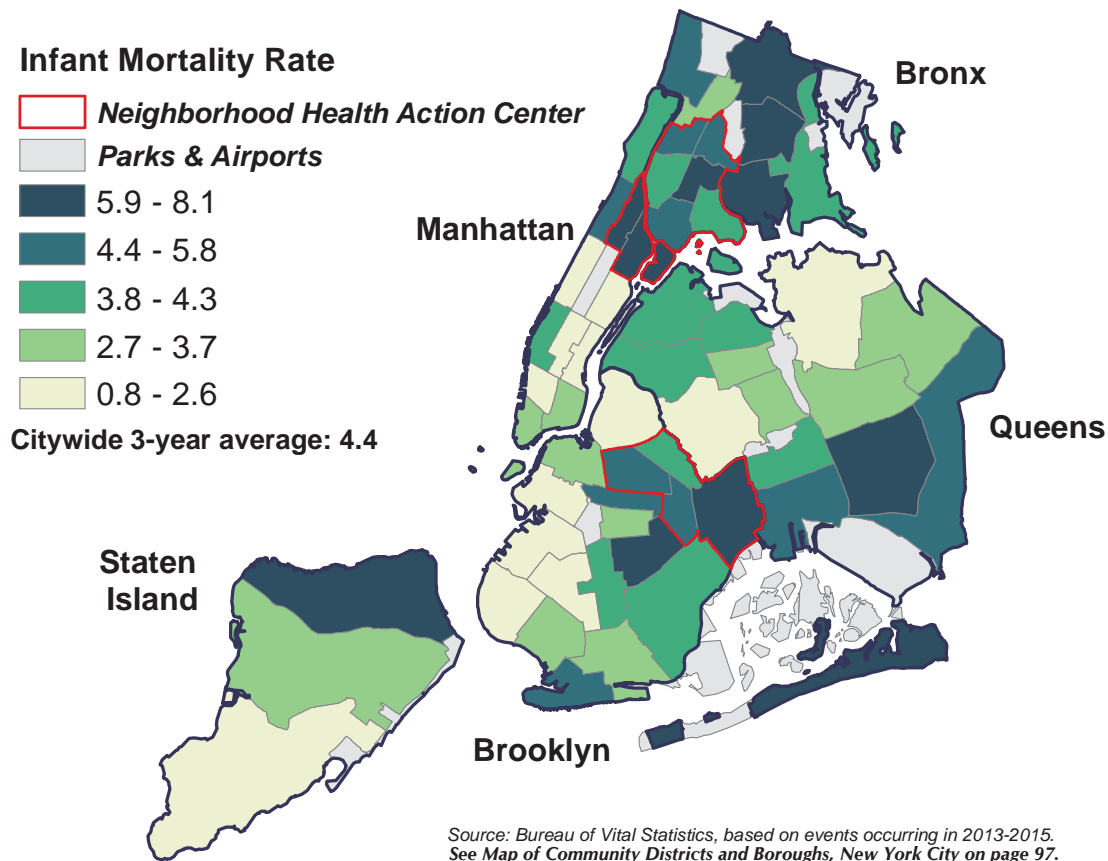 Infant Mortality Rate
Neighborhood Health Action Center
Parks & Airports
5.9 - 8.1
4.4 - 5.8
3.8 - 4.3
2.7 - 3.7
0.8 - 2.6
Citywide 3-year average: 4.4
Bronx
Manhattan
Queens
Staten
Island
Brooklyn
Source: Bureau of Vital Statistics, based on events occurring in 2013-2015.
See Map of Community Districts and Boroughs, New York City on page 97.